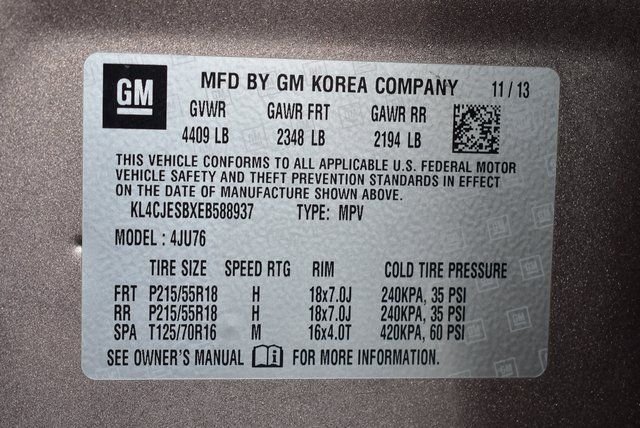 GM
MFD BY GM KOREA COMPANY 11 / 13
GVWR GAWR FRT GAWR RR
4409 LB 2348 LB 2194 LB
THIS VEHICLE CONFORMS TO ALL APPLICABLE U.S. FEDERAL MOTOR
VEHICLE SAFETY AND THEFT PREVENTION STANDARDS IN EFFECT
ON THE DATE OF MANUFACTURE SHOWN ABOVE.
KL4CJESBXEB588937 TYPE: MPV
MODEL : 4JU76
TIRE SIZE SPEED RTG RIM COLD TIRE PRESSURE
FRT P215/55R18 H 18x7.0J 240KPA, 35 PSI
RR P215/55R18 H 18x7.0J 240KPA, 35 PSI
SPA T125/70R16 M 16x4.0T 420KPA, 60 PSI
SEE OWNER'S MANUAL FOR MORE INFORMATION.